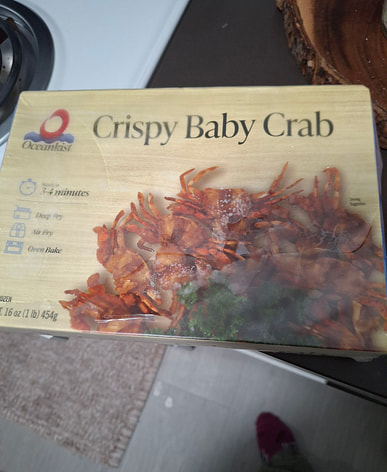 Oceankist
Crispy Baby Crab
3-4 minutes
Deep Fry
Air Fry
Oven Bake
16 oz (1 lb) 454g